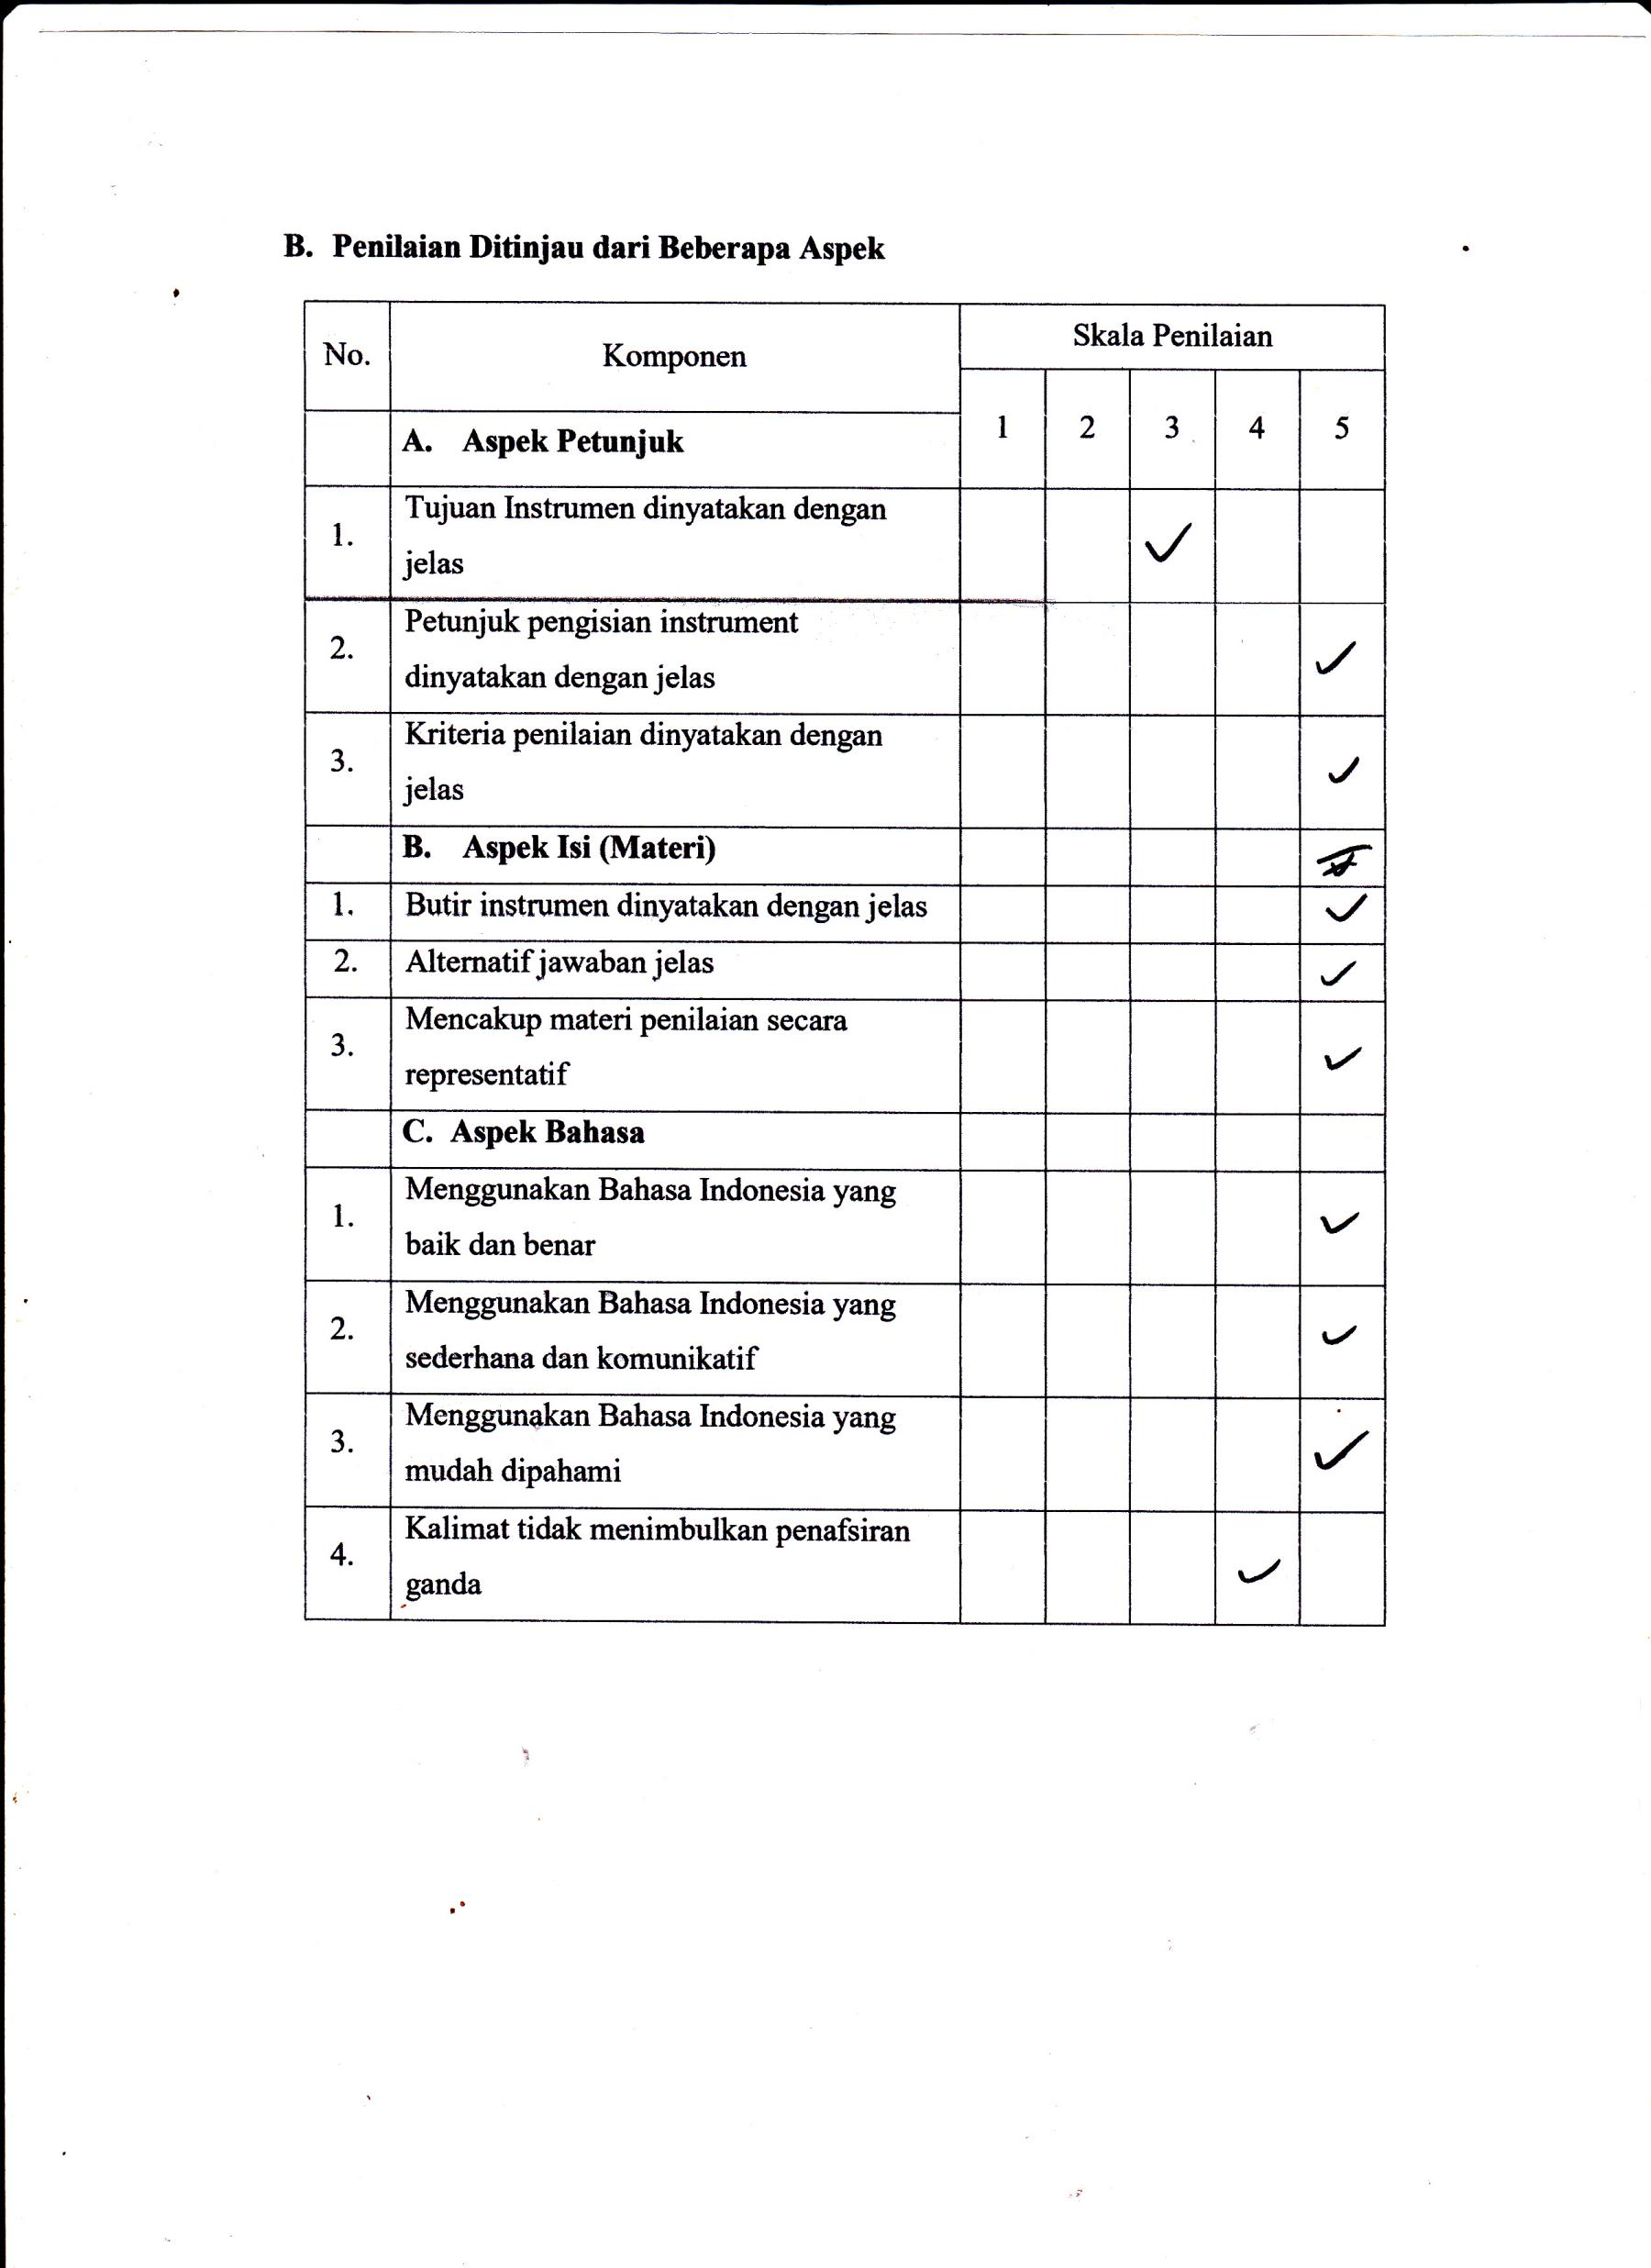 B. Penilaian Ditinjau dari Beberapa Aspek
No. Komponen Skala Penilaian
1 2 3 4 5
A. Aspek Petunjuk
1. Tujuan Instrumen dinyatakan dengan
jelas ✓
2. Petunjuk pengisian instrument
dinyatakan dengan jelas ✓
3. Kriteria penilaian dinyatakan dengan
jelas ✓
B. Aspek Isi (Materi)
1. Butir instrumen dinyatakan dengan jelas ✓
2. Alternatif jawaban jelas ✓
3. Mencakup materi penilaian secara
representatif ✓
C. Aspek Bahasa
1. Menggunakan Bahasa Indonesia yang
baik dan benar ✓
2. Menggunakan Bahasa Indonesia yang
sederhana dan komunikatif ✓
3. Menggunakan Bahasa Indonesia yang
mudah dipahami ✓
4. Kalimat tidak menimbulkan penafsiran
ganda ✓